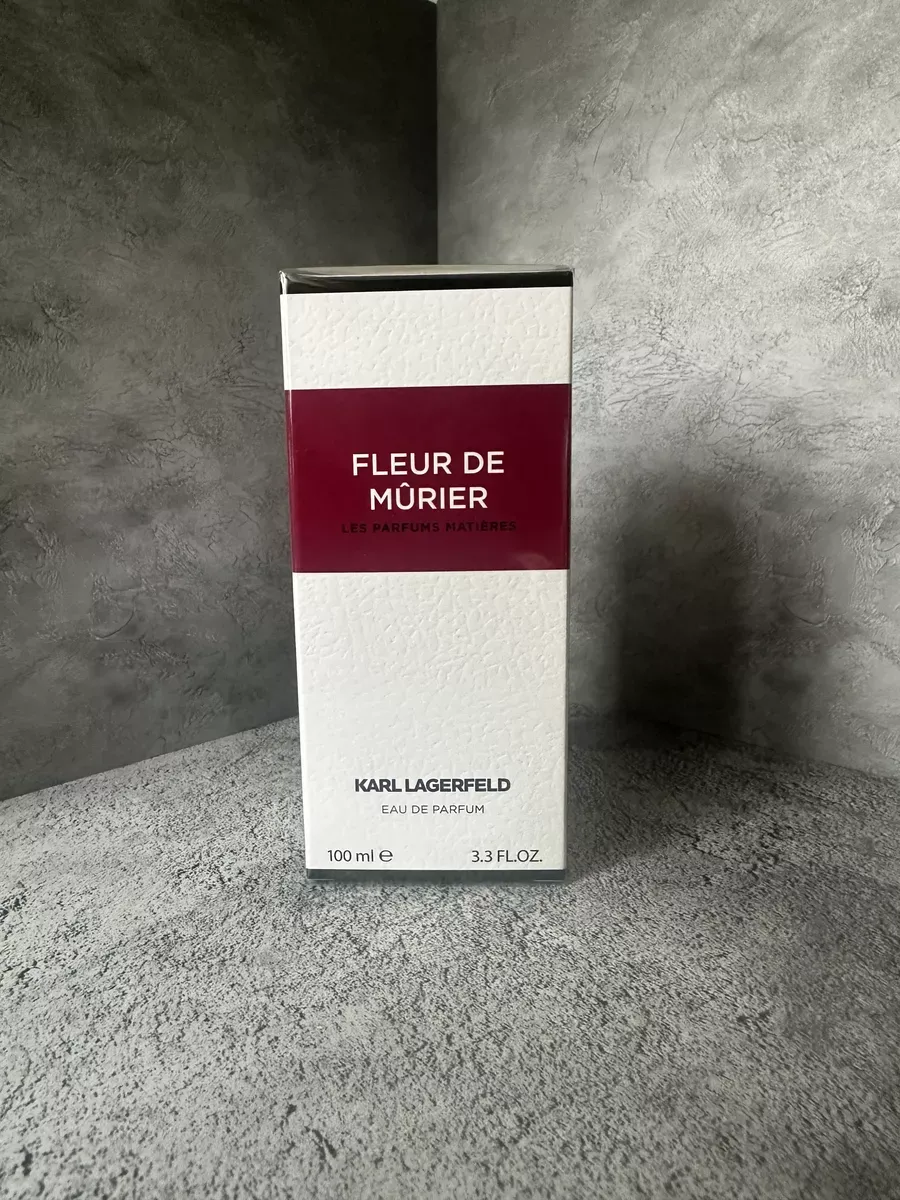 FLEUR DE
MÛRIER
LES PARFUMS MATIÈRES
KARL LAGERFELD
EAU DE PARFUM
100 ml ℮ 3.3 FL.OZ.